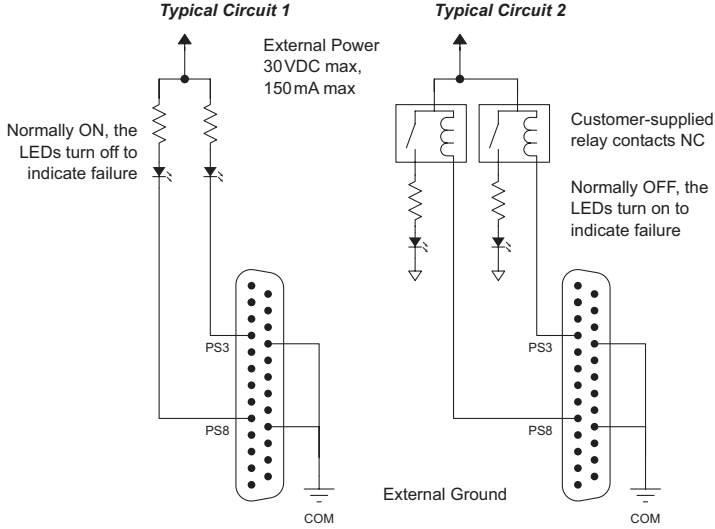 Typical Circuit 1
Typical Circuit 2
External Power
30VDC max,
150mA max
Normally ON, the
LEDs turn off to
indicate failure
Customer-supplied
relay contacts NC
Normally OFF, the
LEDs turn on to
indicate failure
PS3
PS8
COM
PS3
PS8
External Ground
COM